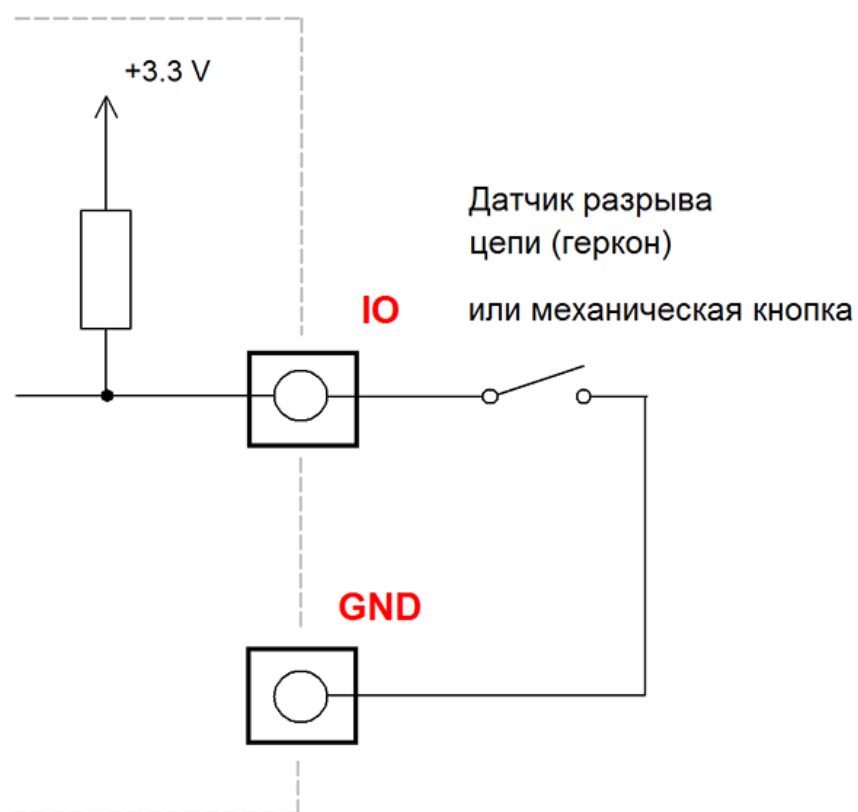 +3.3 V
Датчик разрыва
цепи (геркон)
IO
или механическая кнопка
GND